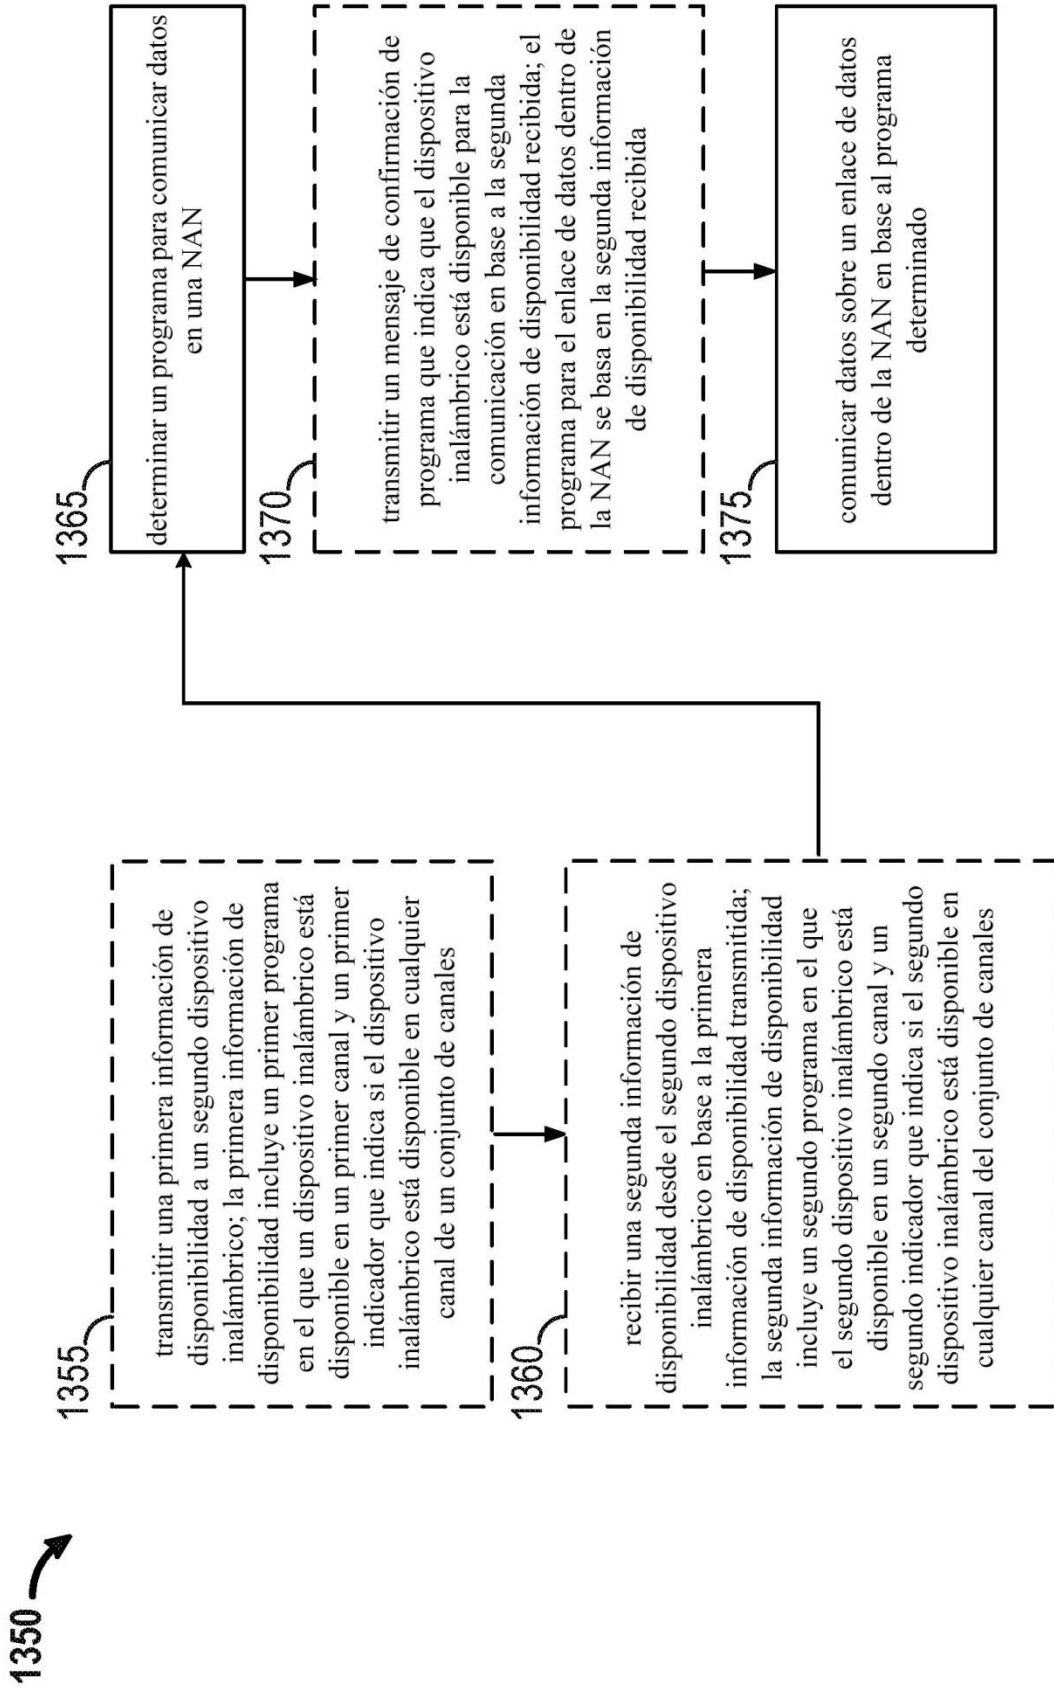 1350
1355
transmitir una primera información de
disponibilidad a un segundo dispositivo
inalámbrico; la primera información de
disponibilidad incluye un primer programa
en el que un dispositivo inalámbrico está
disponible en un primer canal y un primer
indicador que indica si el dispositivo
inalámbrico está disponible en cualquier
canal de un conjunto de canales
1360
recibir una segunda información de
disponibilidad desde el segundo dispositivo
inalámbrico en base a la primera
información de disponibilidad transmitida;
la segunda información de disponibilidad
incluye un segundo programa en el que
el segundo dispositivo inalámbrico está
disponible en un segundo canal y un
segundo indicador que indica si el segundo
dispositivo inalámbrico está disponible en
cualquier canal del conjunto de canales
1365
determinar un programa para comunicar datos
en una NAN
1370
transmitir un mensaje de confirmación de
programa que indica que el dispositivo
inalámbrico está disponible para la
comunicación en base a la segunda
información de disponibilidad recibida; el
programa para el enlace de datos dentro de
la NAN se basa en la segunda información
de disponibilidad recibida
1375
comunicar datos sobre un enlace de datos
dentro de la NAN en base al programa
determinado